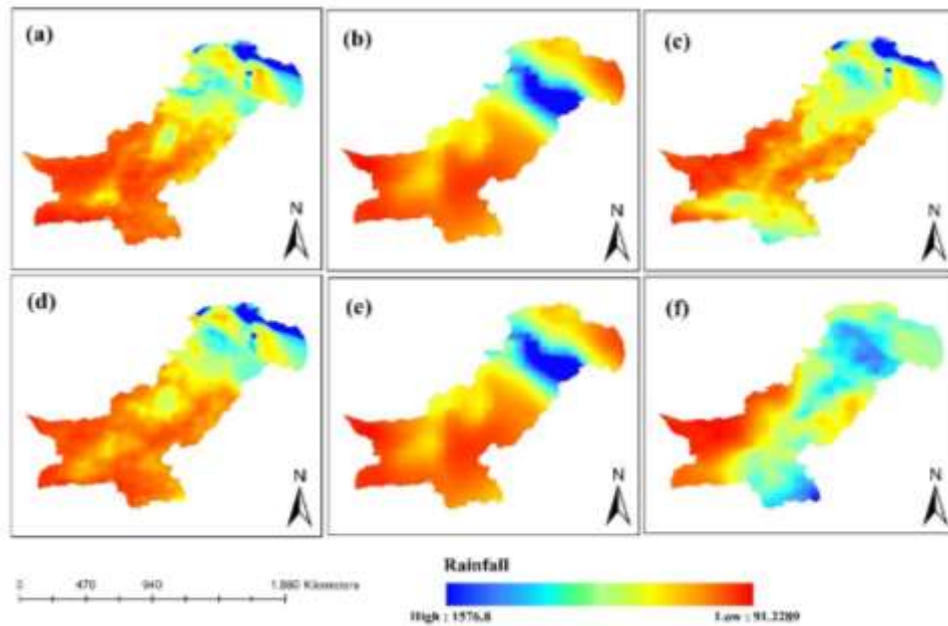 (a)
(b)
(c)
N
N
N
(d)
(e)
(f)
N
N
N
Rainfall
0 470 940 1,880 Kilometers
High : 1576.8 Low : 91.2289